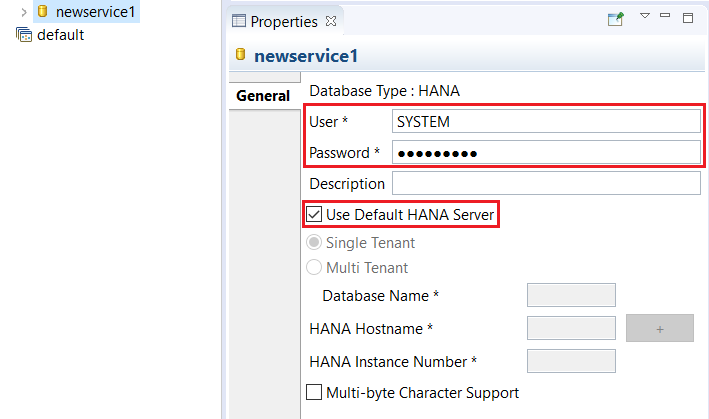 newservice1
default
Properties
newservice1
General
Database Type : HANA
User * SYSTEM
Password * ●●●●●●●●●
Description
Use Default HANA Server
Single Tenant
Multi Tenant
Database Name *
HANA Hostname * +
HANA Instance Number *
Multi-byte Character Support